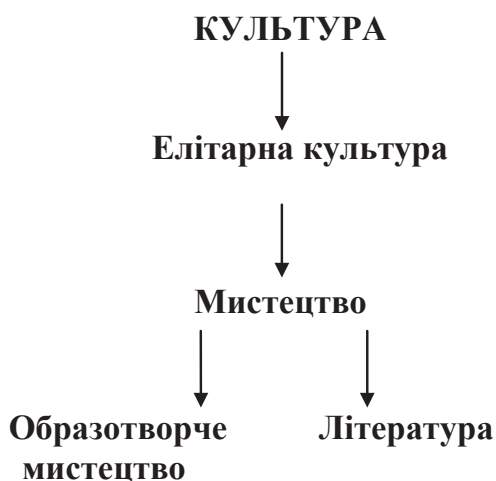 КУЛЬТУРА
Елітарна культура
Мистецтво
Образотворче
мистецтво
Література